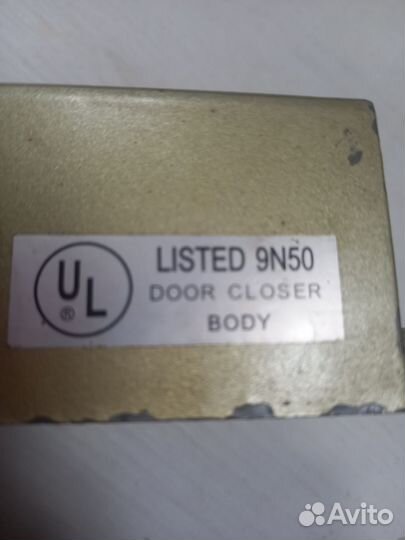 UL
®
LISTED 9N50
DOOR CLOSER
BODY
Avito